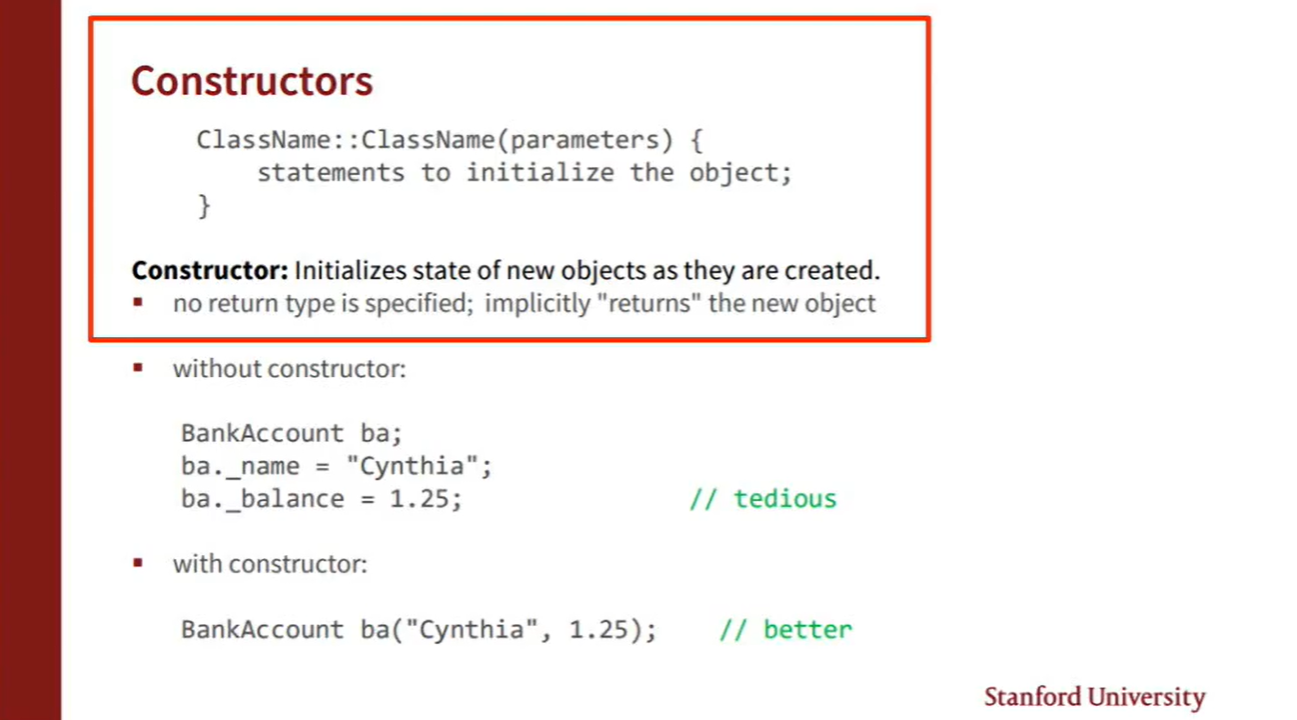 Constructors
ClassName::ClassName(parameters) {
statements to initialize the object;
}
Constructor: Initializes state of new objects as they are created.
▪ no return type is specified; implicitly "returns" the new object
▪ without constructor:
BankAccount ba;
ba._name = "Cynthia";
ba._balance = 1.25; // tedious
▪ with constructor:
BankAccount ba("Cynthia", 1.25); // better
Stanford University